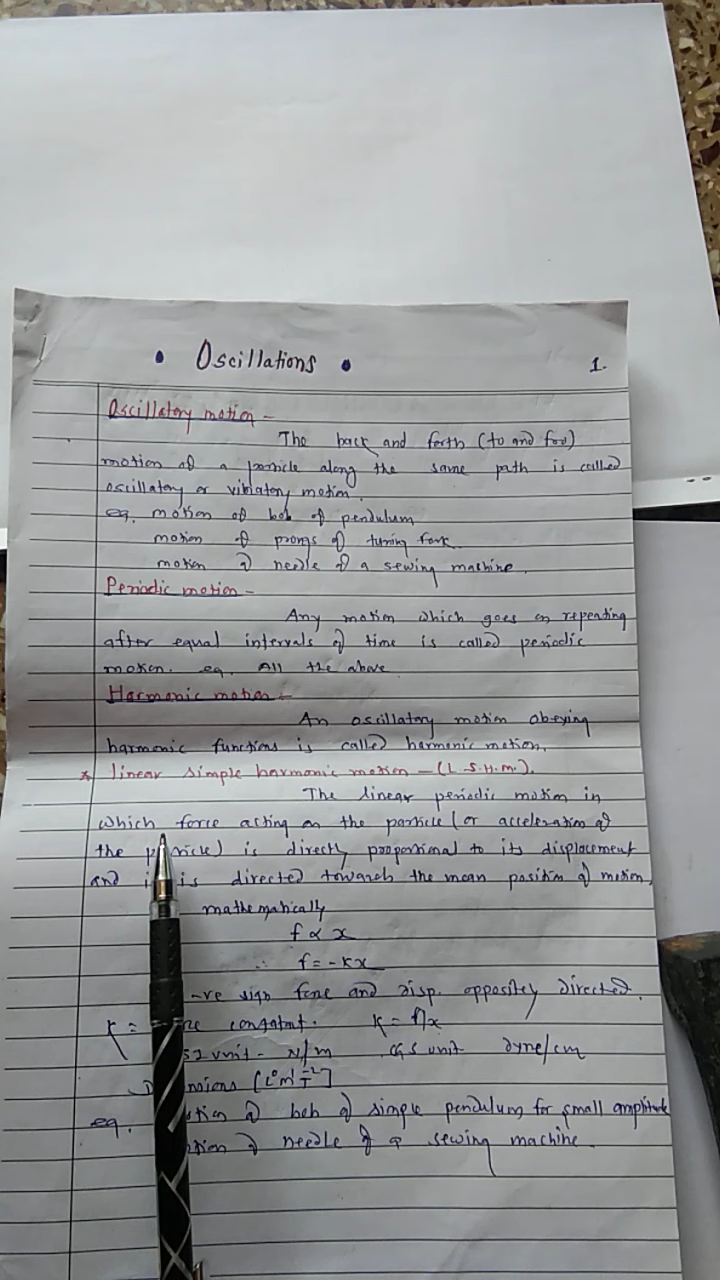 • Oscillations •
1.
Oscillatory motion -
The back and forth (to and fro)
motion of a particle along the same path is called
oscillatory or vibratory motion.
eg. motion of bob of pendulum
motion of prongs of tuning fork.
motion of needle of a sewing machine.
Periodic motion -
Any motion which goes on repeating
after equal intervals of time is called periodic
motion. eg. All the above
Harmonic motion -
An oscillatory motion obeying
harmonic functions is called harmonic motion.
* linear simple harmonic motion - (L.S.H.M.).
The linear periodic motion in
which force acting on the particle (or acceleration of
the particle) is directly proportional to its displacement
and is directed towards the mean position of motion,
mathematically
f ∝ x
∴ f = -kx
-ve sign force and disp. oppositely directed.
K = constant. K = f/x
unit - N/m CGS unit dyne/cm
[L°M¹T⁻²]
eg. bob of simple pendulum for small amplitude
of needle of a sewing machine.